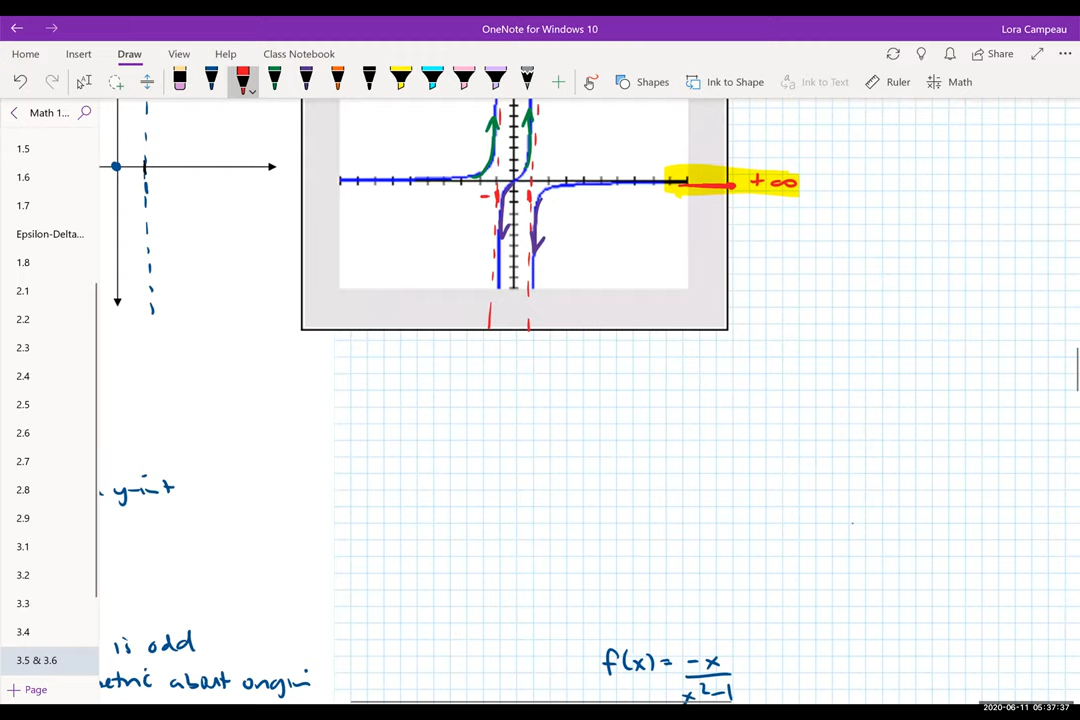 OneNote for Windows 10
Lora Campeau
Home Insert Draw View Help Class Notebook
Share
Ink to Shape Ink to Text Ruler Math
Shapes
Math 1...
1.5
1.6
1.7
Epsilon-Delta...
1.8
2.1
2.2
2.3
2.4
2.5
2.6
2.7
2.8
2.9
3.1
3.2
3.3
3.4
3.5 & 3.6
+ Page
+ ∞
y-int
is odd
etric about origin
f(x) = -x
x²-1
2020-06-11 05:37:37